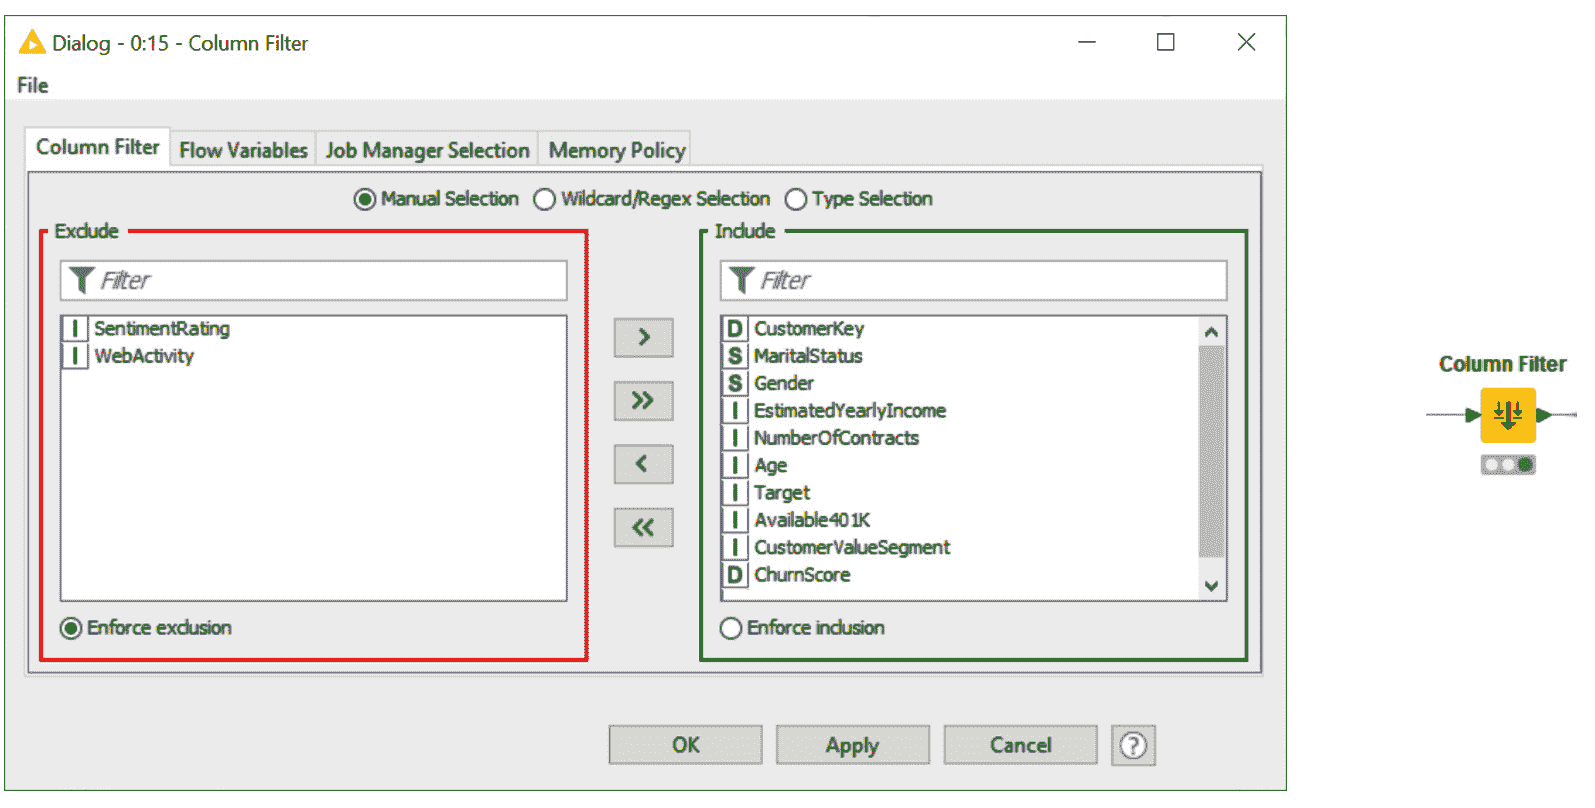 Dialog - 0:15 - Column Filter
File
Column Filter Flow Variables Job Manager Selection Memory Policy
Manual Selection Wildcard/Regex Selection Type Selection
Exclude
Filter
I SentimentRating
I WebActivity
Enforce exclusion
>
>>
<
<<
Include
Filter
D CustomerKey
S MaritalStatus
S Gender
I EstimatedYearlyIncome
I NumberOfContracts
I Age
I Target
I Available401K
I CustomerValueSegment
D ChurnScore
Enforce inclusion
OK Apply Cancel ?
Column Filter